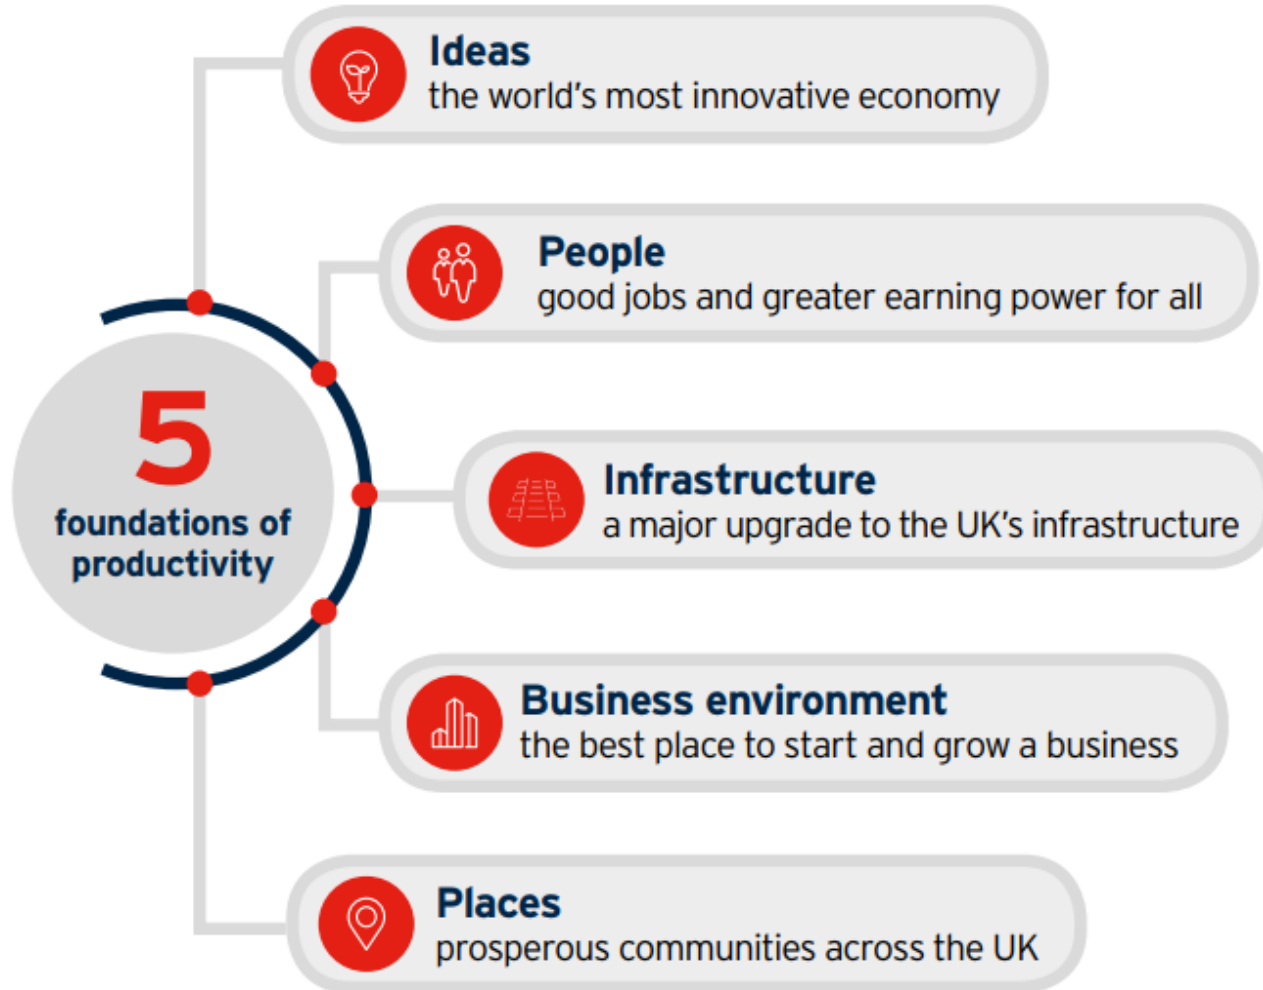 Ideas
the world's most innovative economy
People
good jobs and greater earning power for all
5
foundations of
productivity
Infrastructure
a major upgrade to the UK's infrastructure
Business environment
the best place to start and grow a business
Places
prosperous communities across the UK